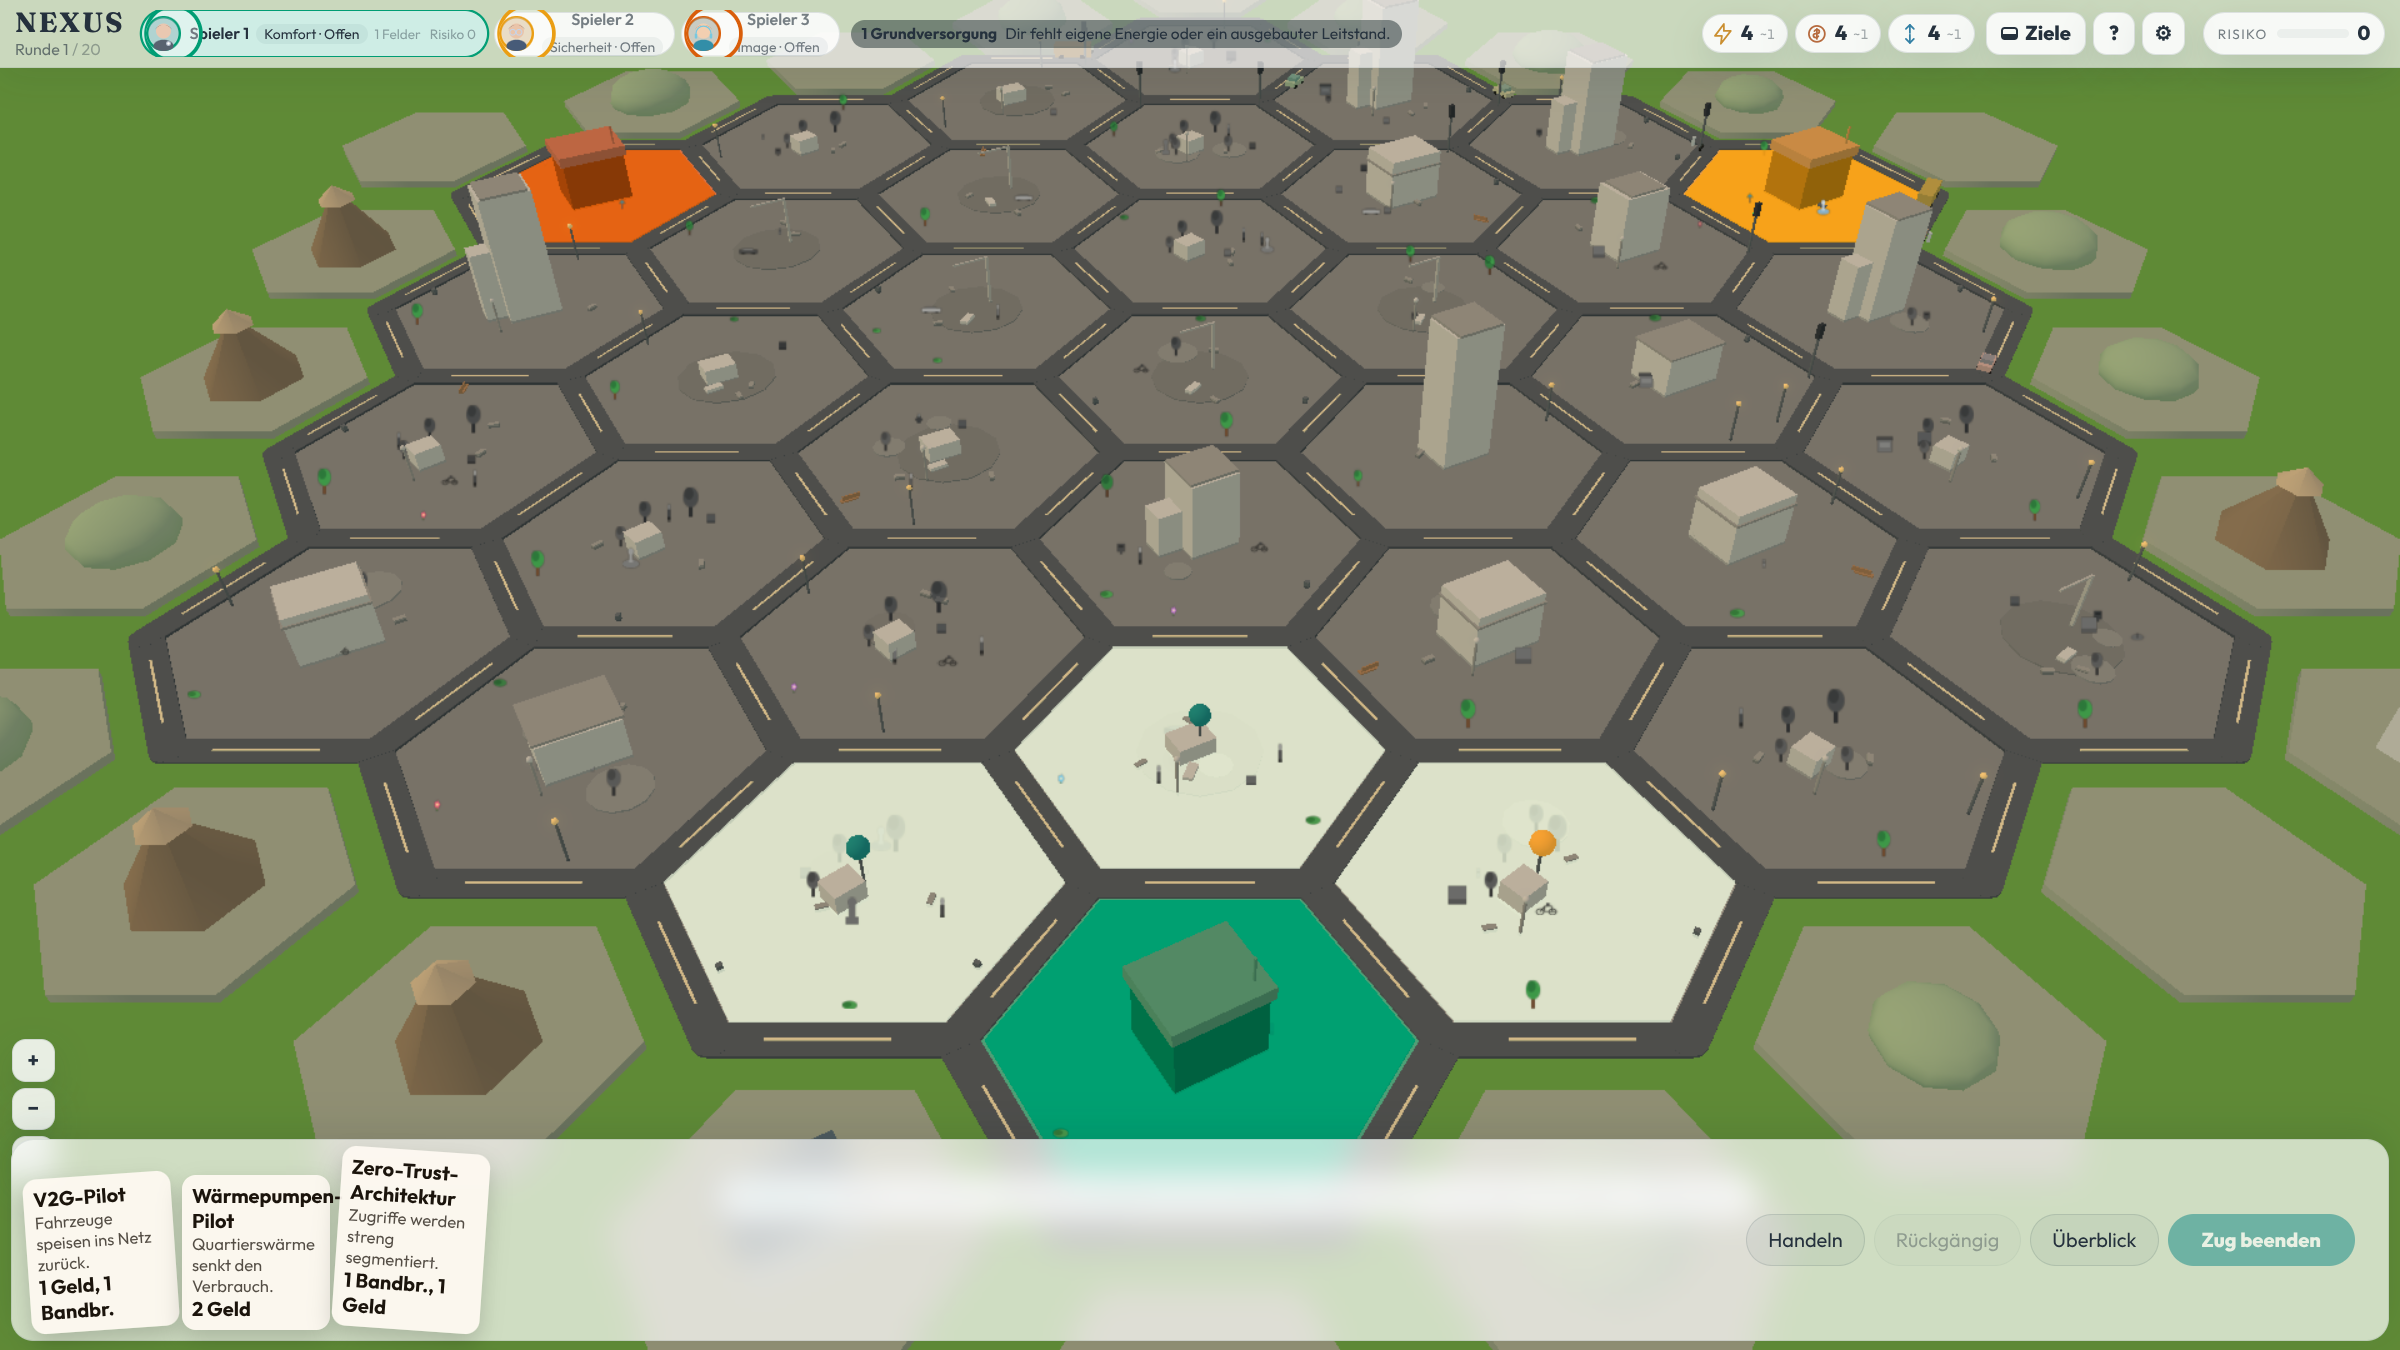 NEXUS
Runde 1 / 20
Spieler 1 Komfort · Offen 1 Felder Risiko 0
Spieler 2
Sicherheit · Offen
Spieler 3
Image · Offen
1 Grundversorgung Dir fehlt eigene Energie oder ein ausgebauter Leitstand.
4 ~1
4 ~1
4 ~1
Ziele
?
RISIKO 0
+
−
V2G-Pilot
Fahrzeuge
speisen ins Netz
zurück.
1 Geld, 1
Bandbr.
Wärmepumpen-
Pilot
Quartierswärme
senkt den
Verbrauch.
2 Geld
Zero-Trust-
Architektur
Zugriffe werden
streng
segmentiert.
1 Bandbr., 1
Geld
Handeln
Rückgängig
Überblick
Zug beenden